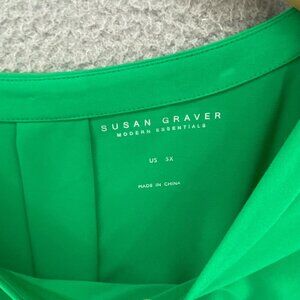 SUSAN GRAVER
MODERN ESSENTIALS
US 5X
MADE IN CHINA